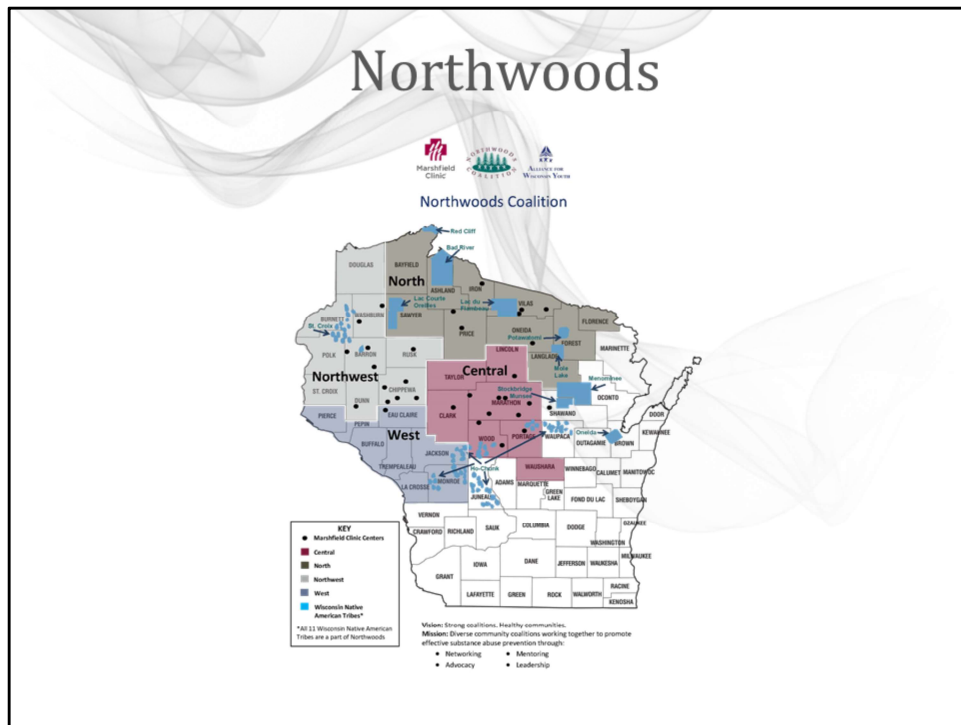 Northwoods
Marshfield
Clinic
NORTHWOODS
COALITION
ALLIANCE FOR
WISCONSIN YOUTH
Northwoods Coalition
Red Cliff
Bad River
DOUGLAS
BAYFIELD
North
ASHLAND
IRON
VILAS
Lac Courte
Oreilles
Lac du
Flambeau
BURNETT
WASHBURN
SAWYER
St. Croix
PRICE
ONEIDA
FLORENCE
Potawatomi
FOREST
MARINETTE
POLK
BARRON
RUSK
LINCOLN
LANGLADE
Mole
Lake
Northwest
Central
TAYLOR
Menominee
ST. CROIX
CHIPPEWA
Stockbridge
Munsee
OCONTO
DUNN
MARATHON
SHAWANO
DOOR
PIERCE
PEPIN
EAU CLAIRE
CLARK
West
Oneida
KEWAUNEE
BUFFALO
JACKSON
WOOD
PORTAGE
WAUPACA
OUTAGAMIE
BROWN
TREMPEALEAU
Ho-Chunk
WAUSHARA
WINNEBAGO
CALUMET
MANITOWOC
LA CROSSE
MONROE
ADAMS
MARQUETTE
JUNEAU
GREEN
LAKE
FOND DU LAC
SHEBOYGAN
VERNON
CRAWFORD
RICHLAND
SAUK
COLUMBIA
DODGE
OZAUKEE
WASHINGTON
IOWA
DANE
JEFFERSON
WAUKESHA
MILWAUKEE
GRANT
LAFAYETTE
GREEN
ROCK
WALWORTH
RACINE
KENOSHA
KEY
Marshfield Clinic Centers
Central
North
Northwest
West
Wisconsin Native
American Tribes*
*All 11 Wisconsin Native American
Tribes are a part of Northwoods
Vision: Strong coalitions. Healthy communities.
Mission: Diverse community coalitions working together to promote
effective substance abuse prevention through:
• Networking • Mentoring
• Advocacy • Leadership